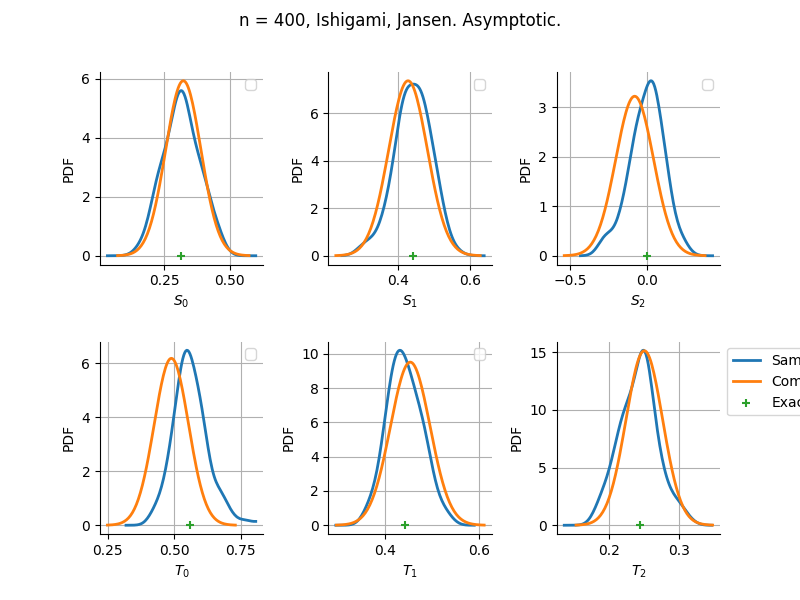 n = 400, Ishigami, Jansen. Asymptotic.
PDF
6
4
2
0
0.25 0.50
S0
PDF
6
4
2
0
0.4 0.6
S1
PDF
3
2
1
0
−0.5 0.0
S2
PDF
6
4
2
0
0.25 0.50 0.75
T0
PDF
10
8
6
4
2
0
0.4 0.6
T1
PDF
15
10
5
0
0.2 0.3
T2
Sam
Com
Exac